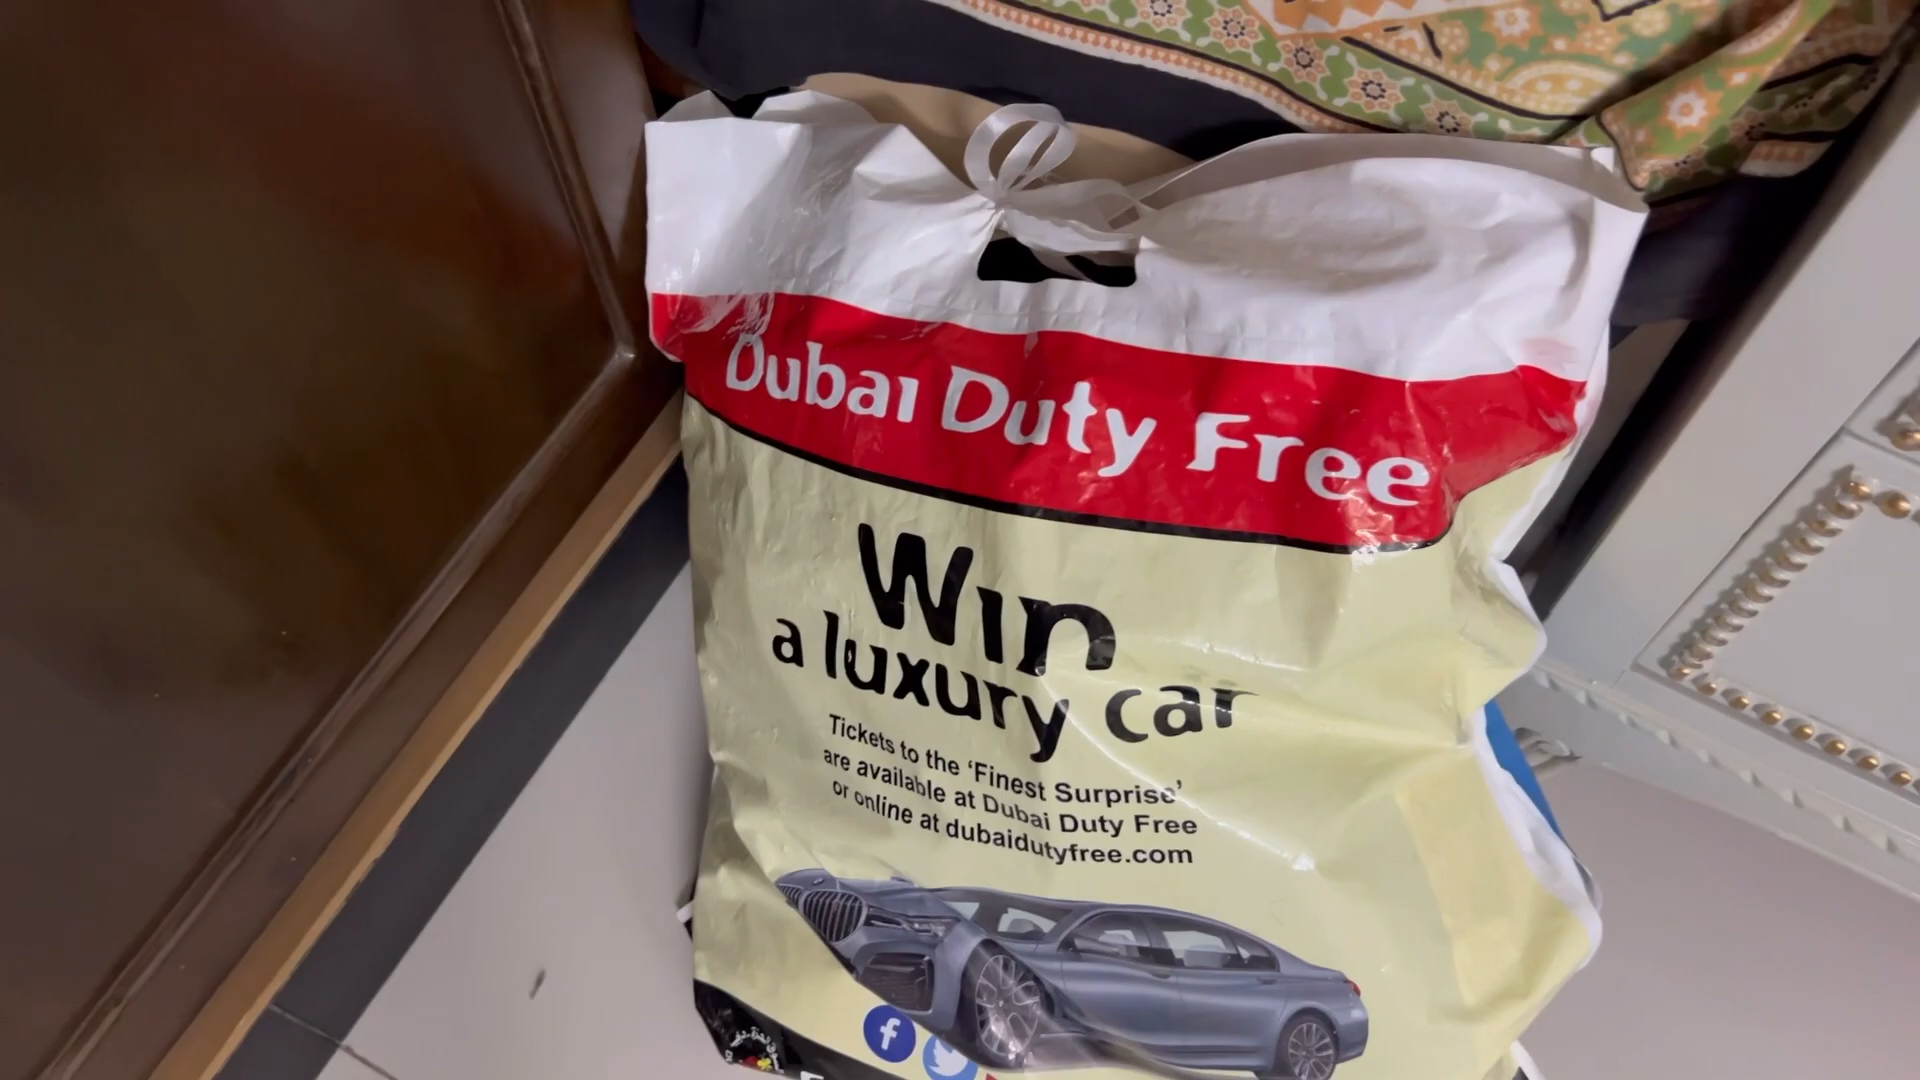 Dubai Duty Free
Win
a luxury car
Tickets to the ‘Finest Surprise’
are available at Dubai Duty Free
or online at dubaidutyfree.com